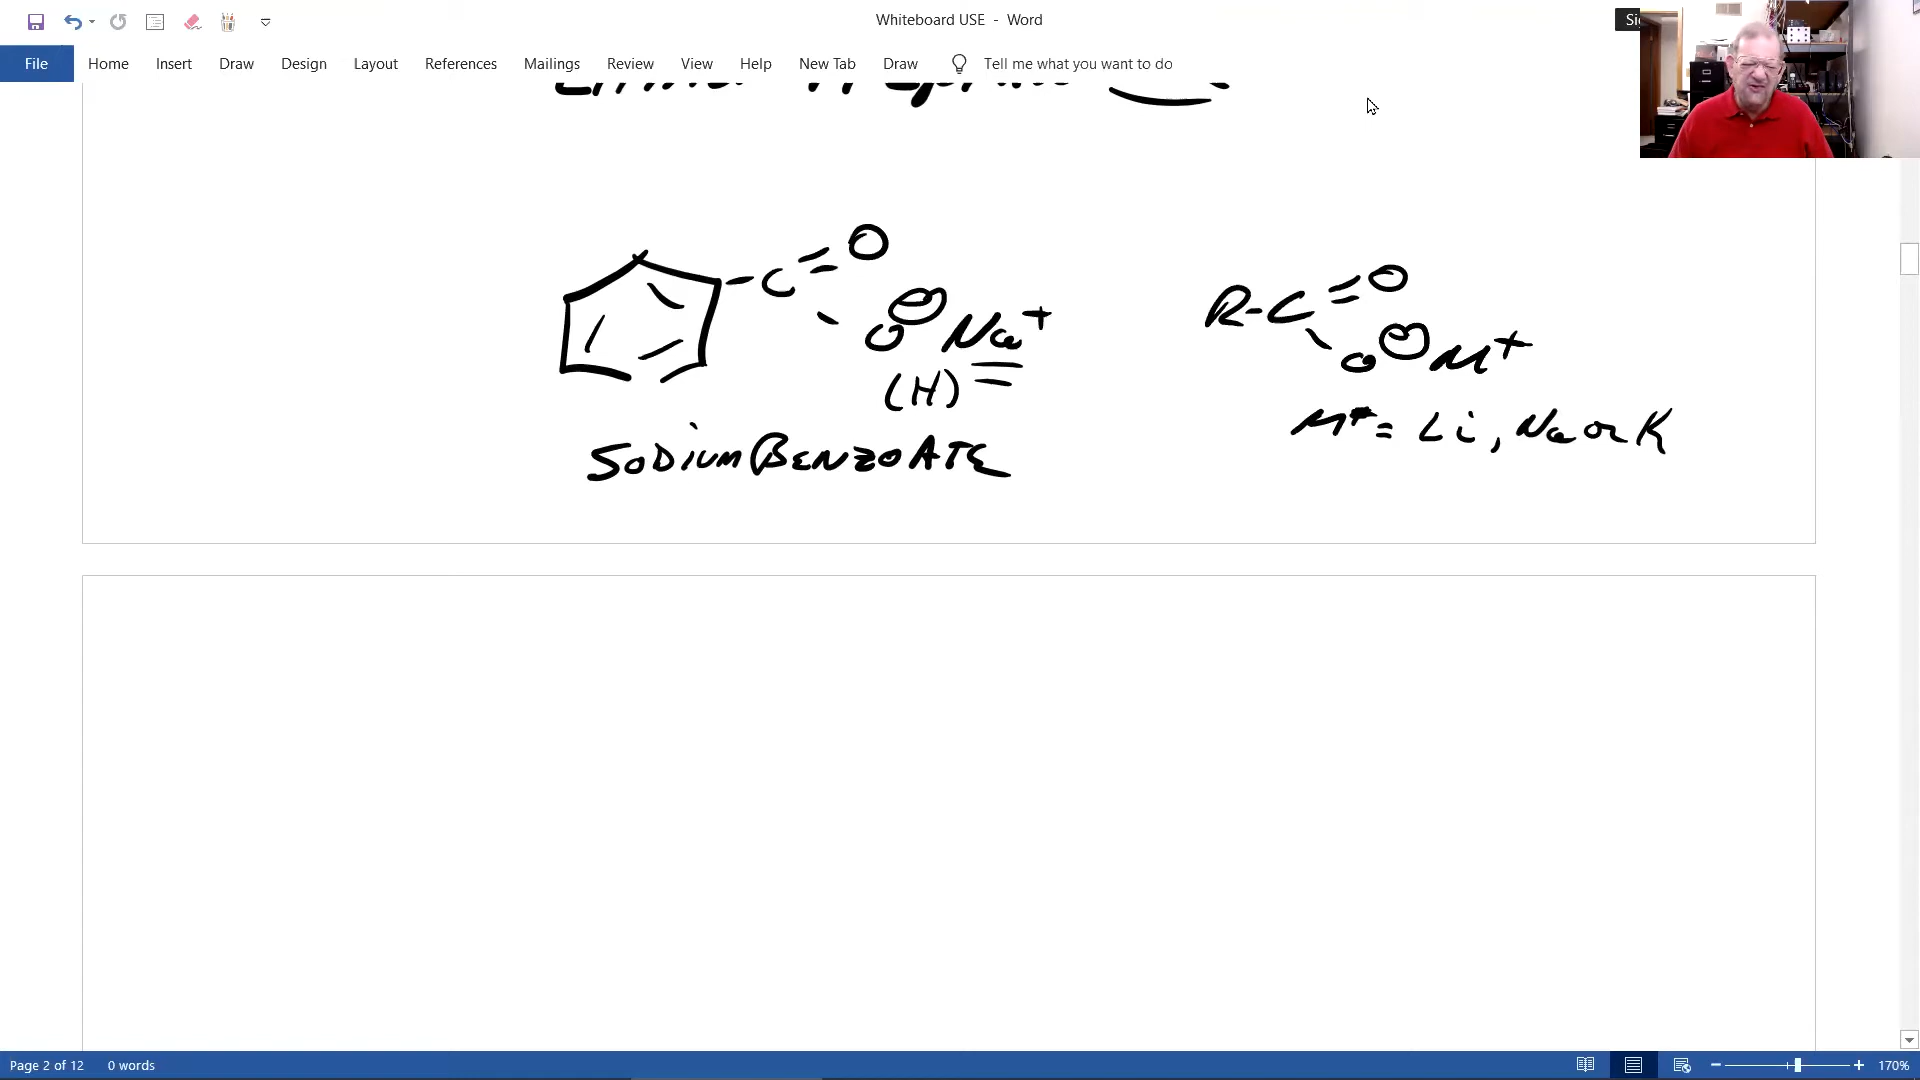 Whiteboard USE - Word
File Home Insert Draw Design Layout References Mailings Review View Help New Tab Draw Tell me what you want to do
C=O
O⊖Na+
(H)
SODIUM BENZOATE
R-C=O
O⊖M+
M+ = Li, Na or K
Page 2 of 12 0 words
170%